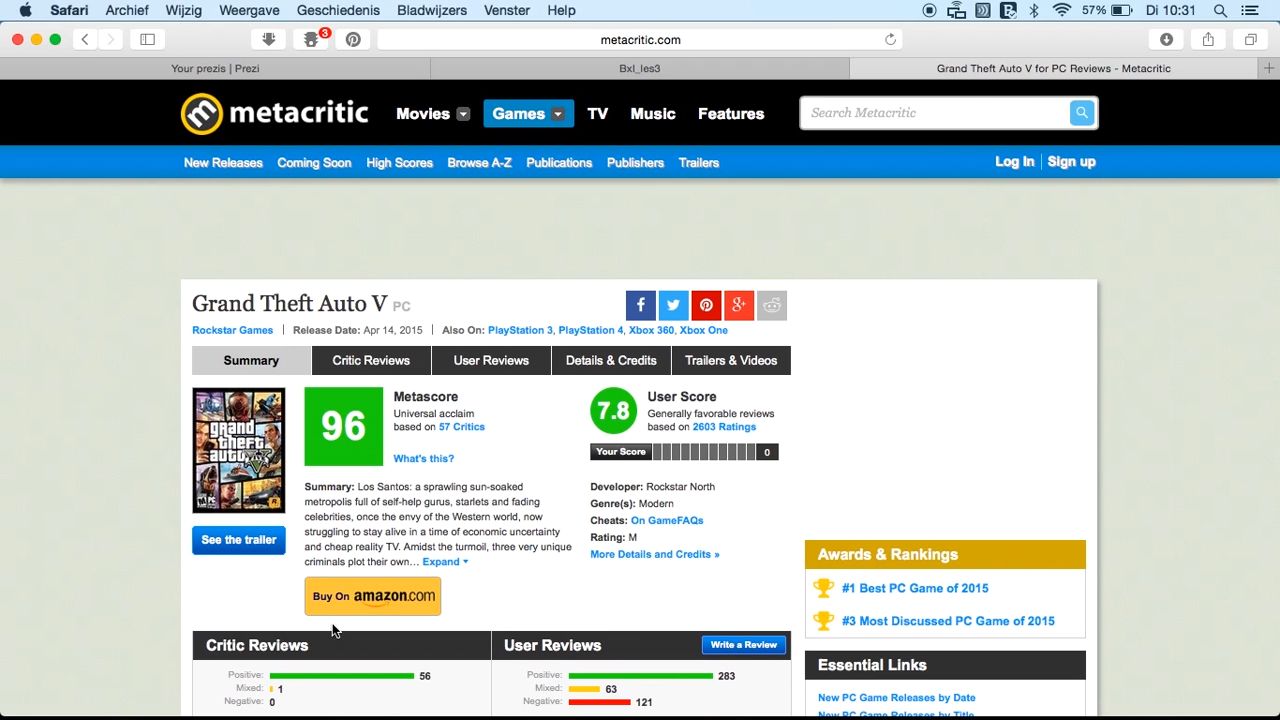 Safari Archief Wijzig Weergave Geschiedenis Bladwijzers Venster Help 57% Di 10:31
3 metacritic.com
Your prezis | Prezi Bxl_les3 Grand Theft Auto V for PC Reviews - Metacritic
metacritic Movies Games TV Music Features Search Metacritic
New Releases Coming Soon High Scores Browse A-Z Publications Publishers Trailers Log In Sign up
Grand Theft Auto V PC
Rockstar Games Release Date: Apr 14, 2015 Also On: PlayStation 3, PlayStation 4, Xbox 360, Xbox One
Summary Critic Reviews User Reviews Details & Credits Trailers & Videos
grand theft auto V
See the trailer
96
Metascore
Universal acclaim
based on 57 Critics
What's this?
7.8
User Score
Generally favorable reviews
based on 2603 Ratings
Your Score 0
Summary: Los Santos: a sprawling sun-soaked
metropolis full of self-help gurus, starlets and fading
celebrities, once the envy of the Western world, now
struggling to stay alive in a time of economic uncertainty
and cheap reality TV. Amidst the turmoil, three very unique
criminals plot their own... Expand
Buy On amazon.com
Developer: Rockstar North
Genre(s): Modern
Cheats: On GameFAQs
Rating: M
More Details and Credits »
Critic Reviews
Positive: 56
Mixed: 1
Negative: 0
User Reviews Write a Review
Positive: 283
Mixed: 63
Negative: 121
Awards & Rankings
#1 Best PC Game of 2015
#3 Most Discussed PC Game of 2015
Essential Links
New PC Game Releases by Date
New PC Game Releases by Title